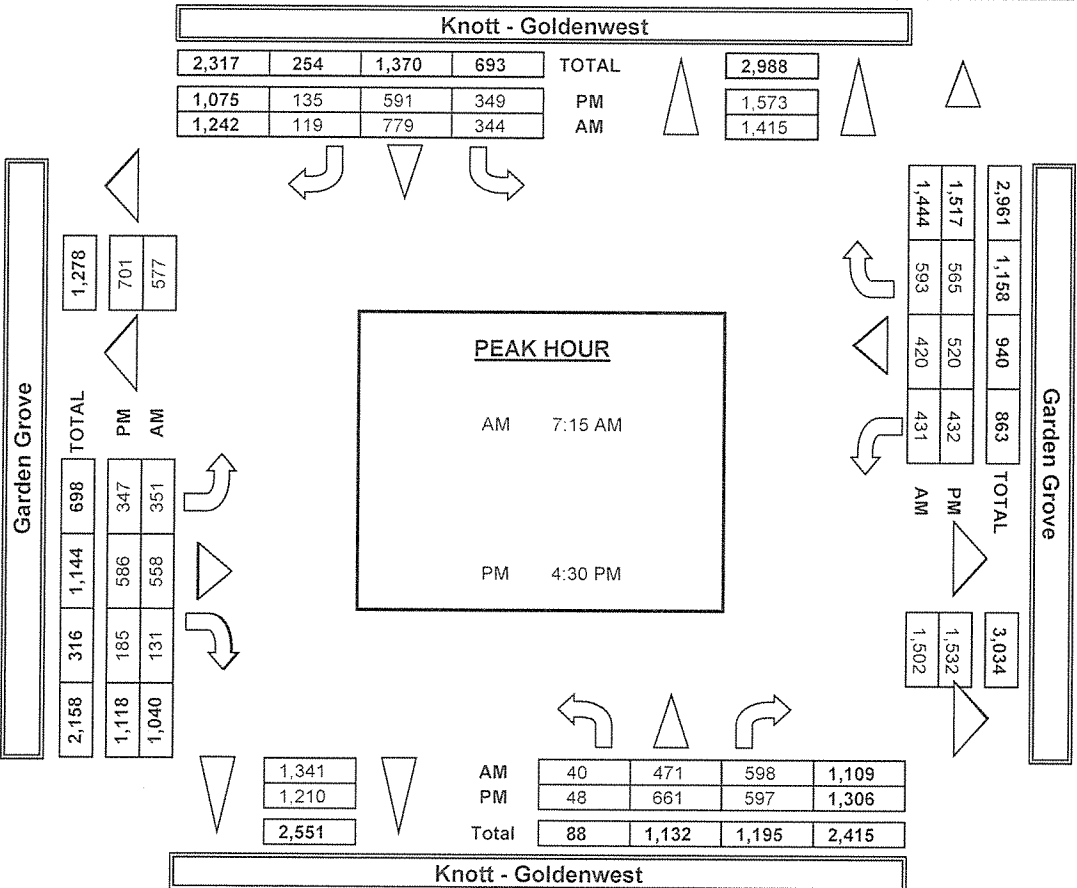 Knott - Goldenwest
2,317 254 1,370 693 TOTAL 2,988
1,075 135 591 349 PM 1,573
1,242 119 779 344 AM 1,415
Garden Grove
1,278
701
577
TOTAL 698 1,144 316 2,158
PM 347 586 185 1,118
AM 351 558 131 1,040
PEAK HOUR
AM 7:15 AM
PM 4:30 PM
2,961 1,158 940 863 TOTAL 3,034
1,517 565 520 432 PM 1,532
1,444 593 420 431 AM 1,502
Garden Grove
1,341 AM 40 471 598 1,109
1,210 PM 48 661 597 1,306
2,551 Total 88 1,132 1,195 2,415
Knott - Goldenwest